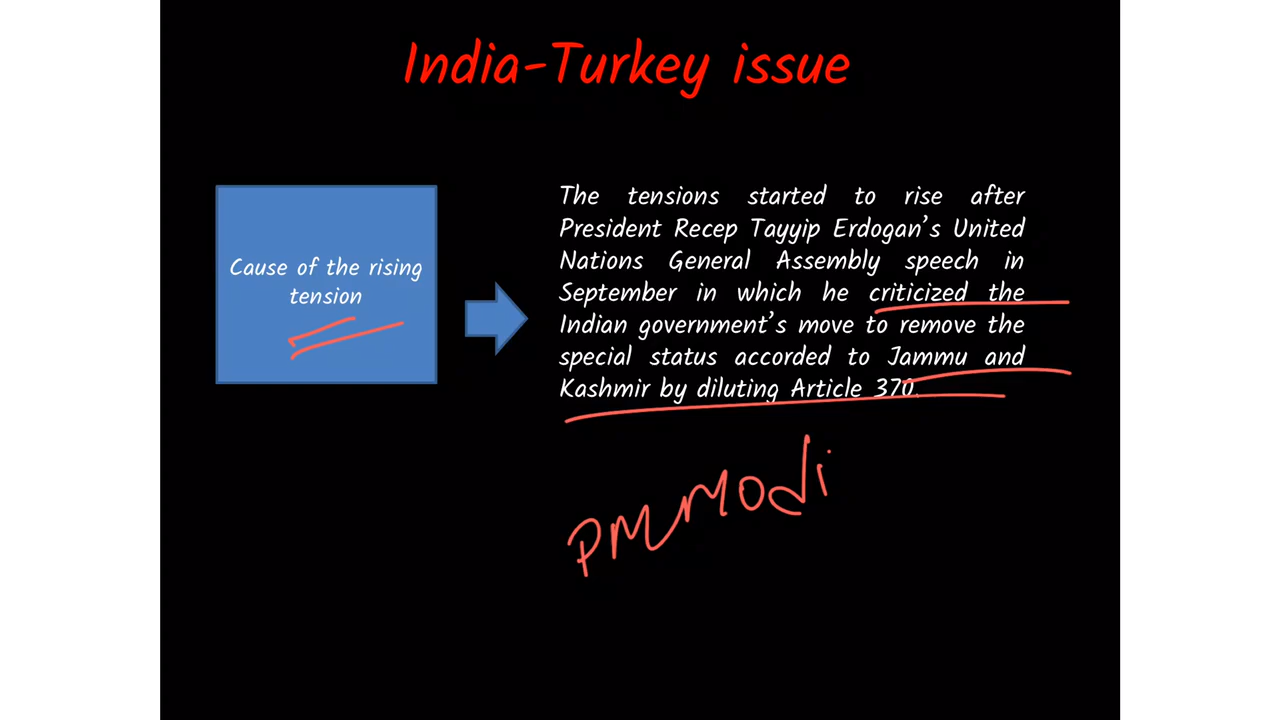 India-Turkey issue
Cause of the rising
tension
The tensions started to rise after
President Recep Tayyip Erdogan's United
Nations General Assembly speech in
September in which he criticized the
Indian government's move to remove the
special status accorded to Jammu and
Kashmir by diluting Article 370.
PM MODi